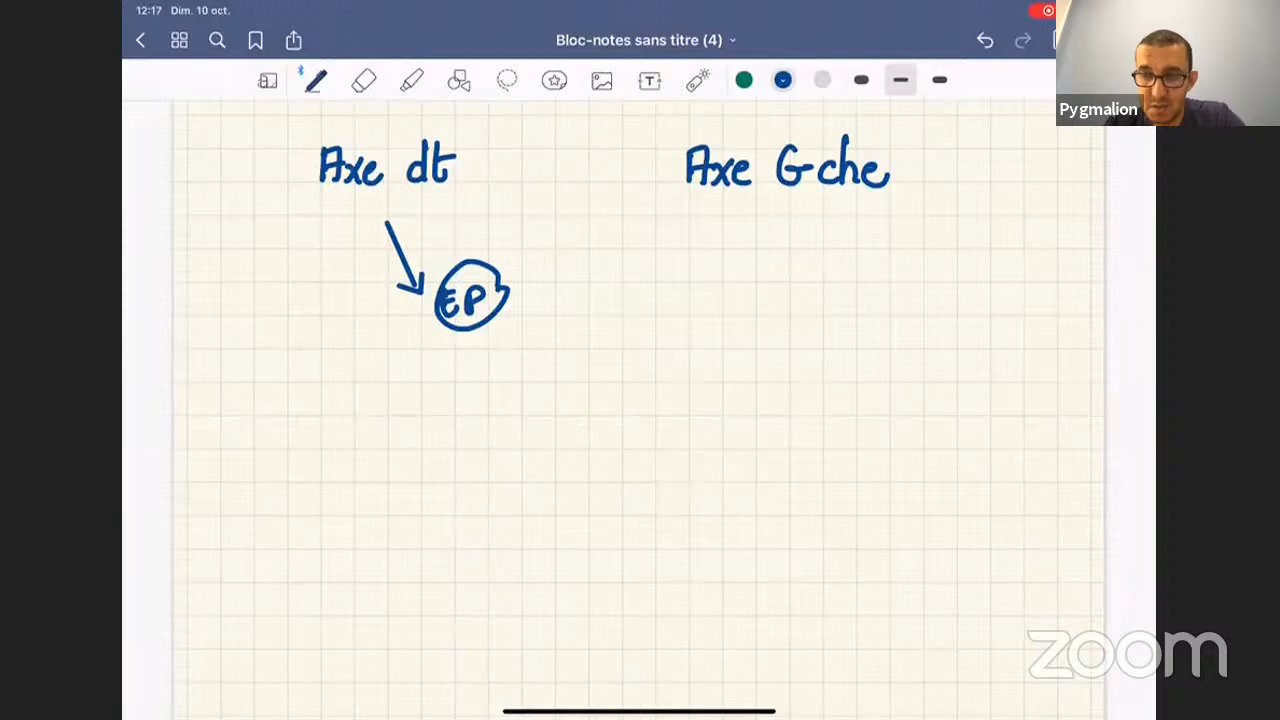 12:17 Dim. 10 oct.
Bloc-notes sans titre (4)
T
Pygmalion
Axe dt
Axe Gche
EP
zoom